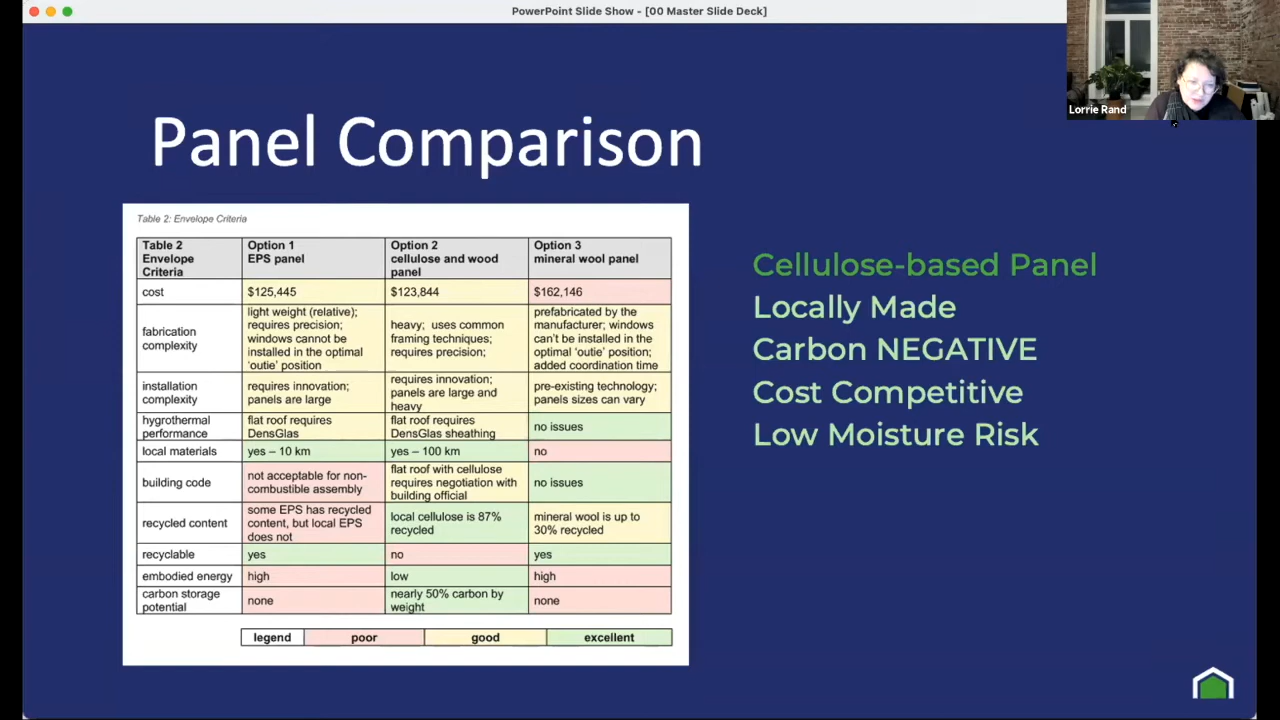 PowerPoint Slide Show - [00 Master Slide Deck]
Lorrie Rand
Panel Comparison
Table 2: Envelope Criteria
Table 2
Envelope
Criteria
Option 1
EPS panel
Option 2
cellulose and wood
panel
Option 3
mineral wool panel
cost
$125,445
$123,844
$162,146
fabrication
complexity
light weight (relative);
requires precision;
windows cannot be
installed in the optimal
'outie' position
heavy; uses common
framing techniques;
requires precision;
prefabricated by the
manufacturer; windows
can't be installed in the
optimal 'outie' position;
added coordination time
installation
complexity
requires innovation;
panels are large
requires innovation;
panels are large and
heavy
pre-existing technology;
panels sizes can vary
hygrothermal
performance
flat roof requires
DensGlas
flat roof requires
DensGlas sheathing
no issues
local materials
yes – 10 km
yes – 100 km
no
building code
not acceptable for non-
combustible assembly
flat roof with cellulose
requires negotiation with
building official
no issues
recycled content
some EPS has recycled
content, but local EPS
does not
local cellulose is 87%
recycled
mineral wool is up to
30% recycled
recyclable
yes
no
yes
embodied energy
high
low
high
carbon storage
potential
none
nearly 50% carbon by
weight
none
legend
poor
good
excellent
Cellulose-based Panel
Locally Made
Carbon NEGATIVE
Cost Competitive
Low Moisture Risk